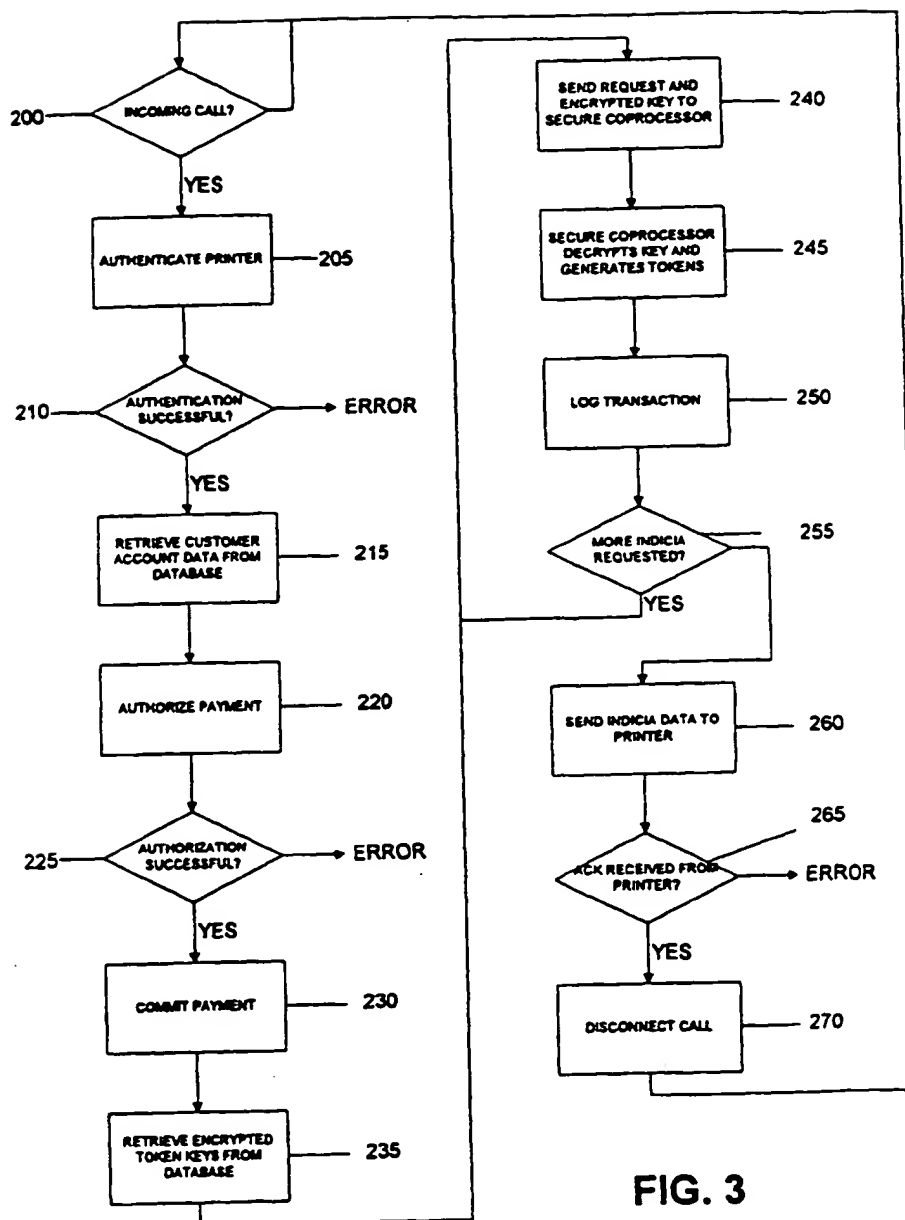 INCOMING CALL?
200
YES
AUTHENTICATE PRINTER
205
AUTHENTICATION
SUCCESSFUL?
210
ERROR
YES
RETRIEVE CUSTOMER
ACCOUNT DATA FROM
DATABASE
215
AUTHORIZE PAYMENT
220
AUTHORIZATION
SUCCESSFUL?
225
ERROR
YES
COMMIT PAYMENT
230
RETRIEVE ENCRYPTED
TOKEN KEYS FROM
DATABASE
235
SEND REQUEST AND
ENCRYPTED KEY TO
SECURE COPROCESSOR
240
SECURE COPROCESSOR
DECRYPTS KEY AND
GENERATES TOKENS
245
LOG TRANSACTION
250
MORE INDICIA
REQUESTED?
255
YES
SEND INDICIA DATA TO
PRINTER
260
265
ACK RECEIVED FROM
PRINTER?
ERROR
YES
DISCONNECT CALL
270
FIG. 3